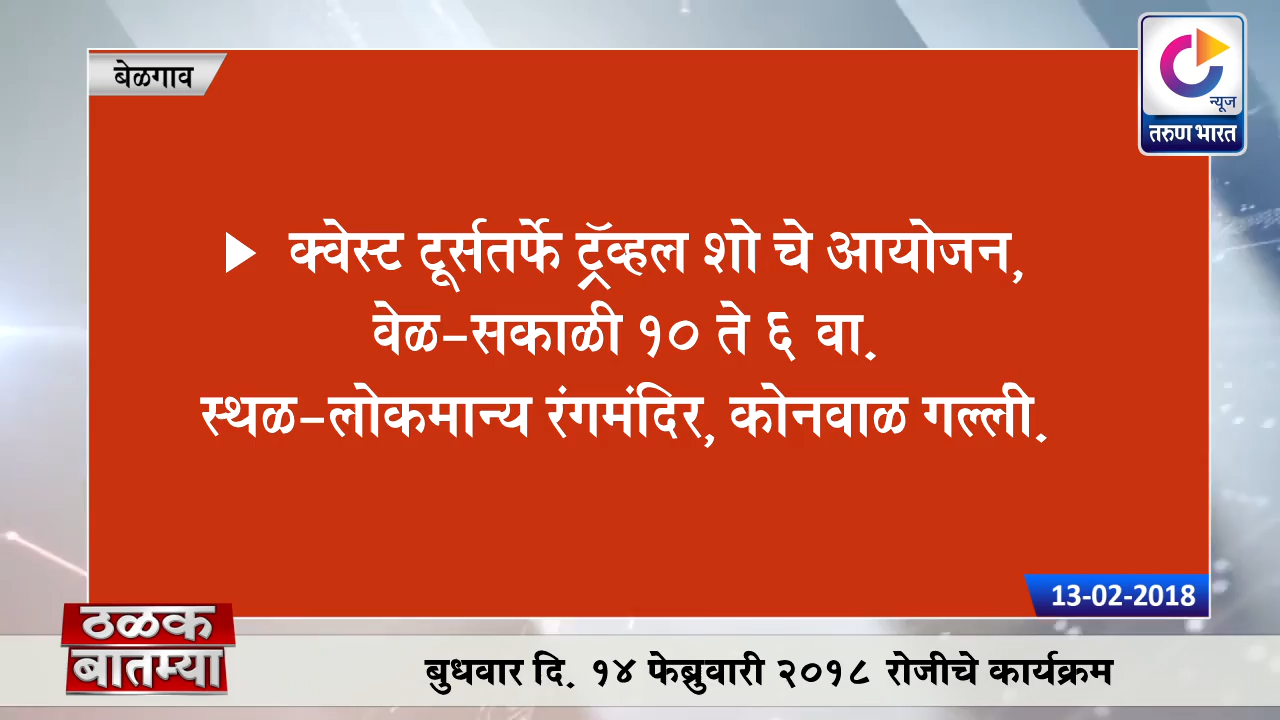 बेळगाव
न्यूज
तरुण भारत
▶ क्वेस्ट टूर्सतर्फे ट्रॅव्हल शो चे आयोजन,
वेळ-सकाळी १० ते ६ वा.
स्थळ-लोकमान्य रंगमंदिर, कोनवाळ गल्ली.
13-02-2018
ठळक
बातम्या
बुधवार दि. १४ फेब्रुवारी २०१८ रोजीचे कार्यक्रम